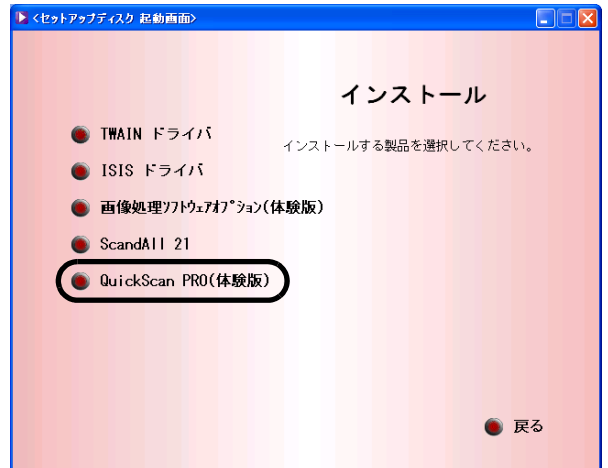 <セットアップディスク 起動画面>
インストール
インストールする製品を選択してください。
TWAIN ドライバ
ISIS ドライバ
画像処理ｿﾌﾄｳｪｱｵﾌﾟｼｮﾝ(体験版)
ScandAll 21
QuickScan PRO(体験版)
戻る